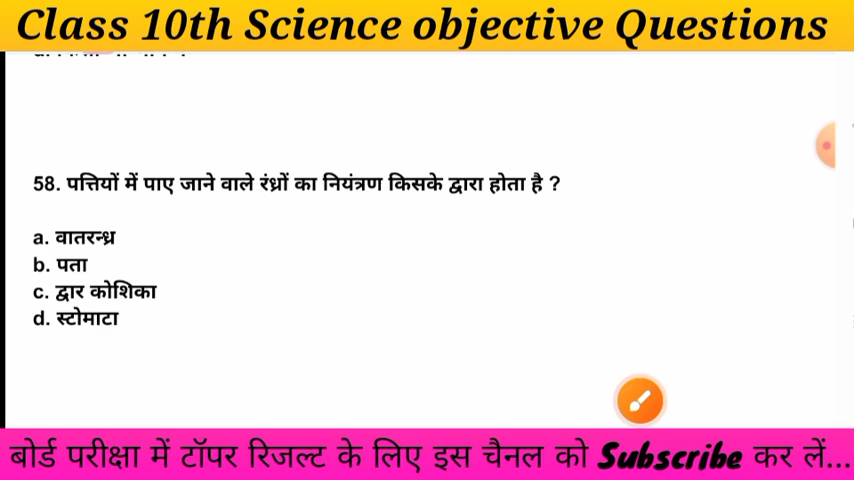 Class 10th Science objective Questions
58. पत्तियों में पाए जाने वाले रंध्रों का नियंत्रण किसके द्वारा होता है ?
a. वातरन्ध्र
b. पता
c. द्वार कोशिका
d. स्टोमाटा
बोर्ड परीक्षा में टॉपर रिजल्ट के लिए इस चैनल को Subscribe कर लें...